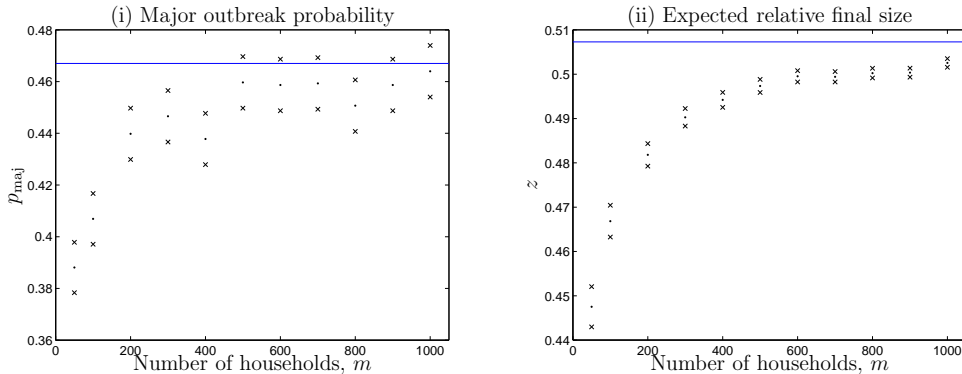 (i) Major outbreak probability
0.48
0.46
0.44
0.42
0.4
0.38
0.36
p_maj
0 200 400 600 800 1000
Number of households, m
(ii) Expected relative final size
0.51
0.5
0.49
0.48
0.47
0.46
0.45
0.44
z
0 200 400 600 800 1000
Number of households, m